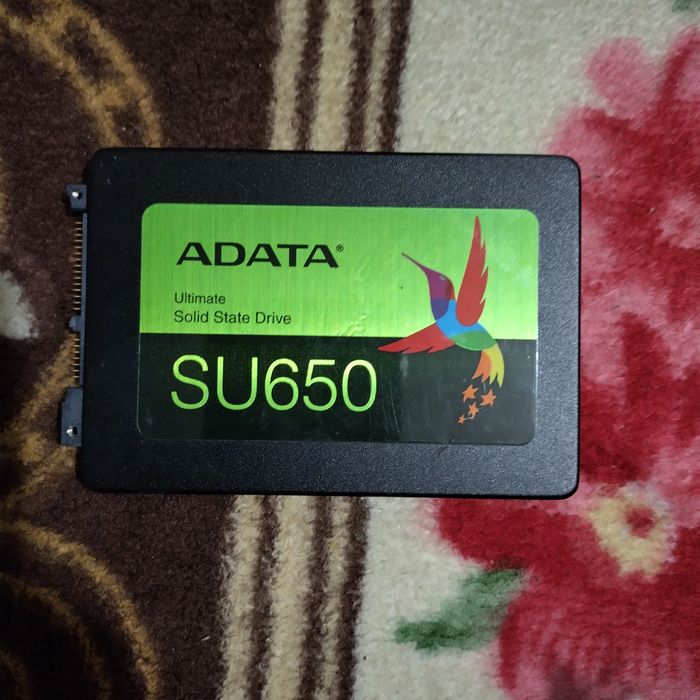 ADATA®
Ultimate
Solid State Drive
SU650